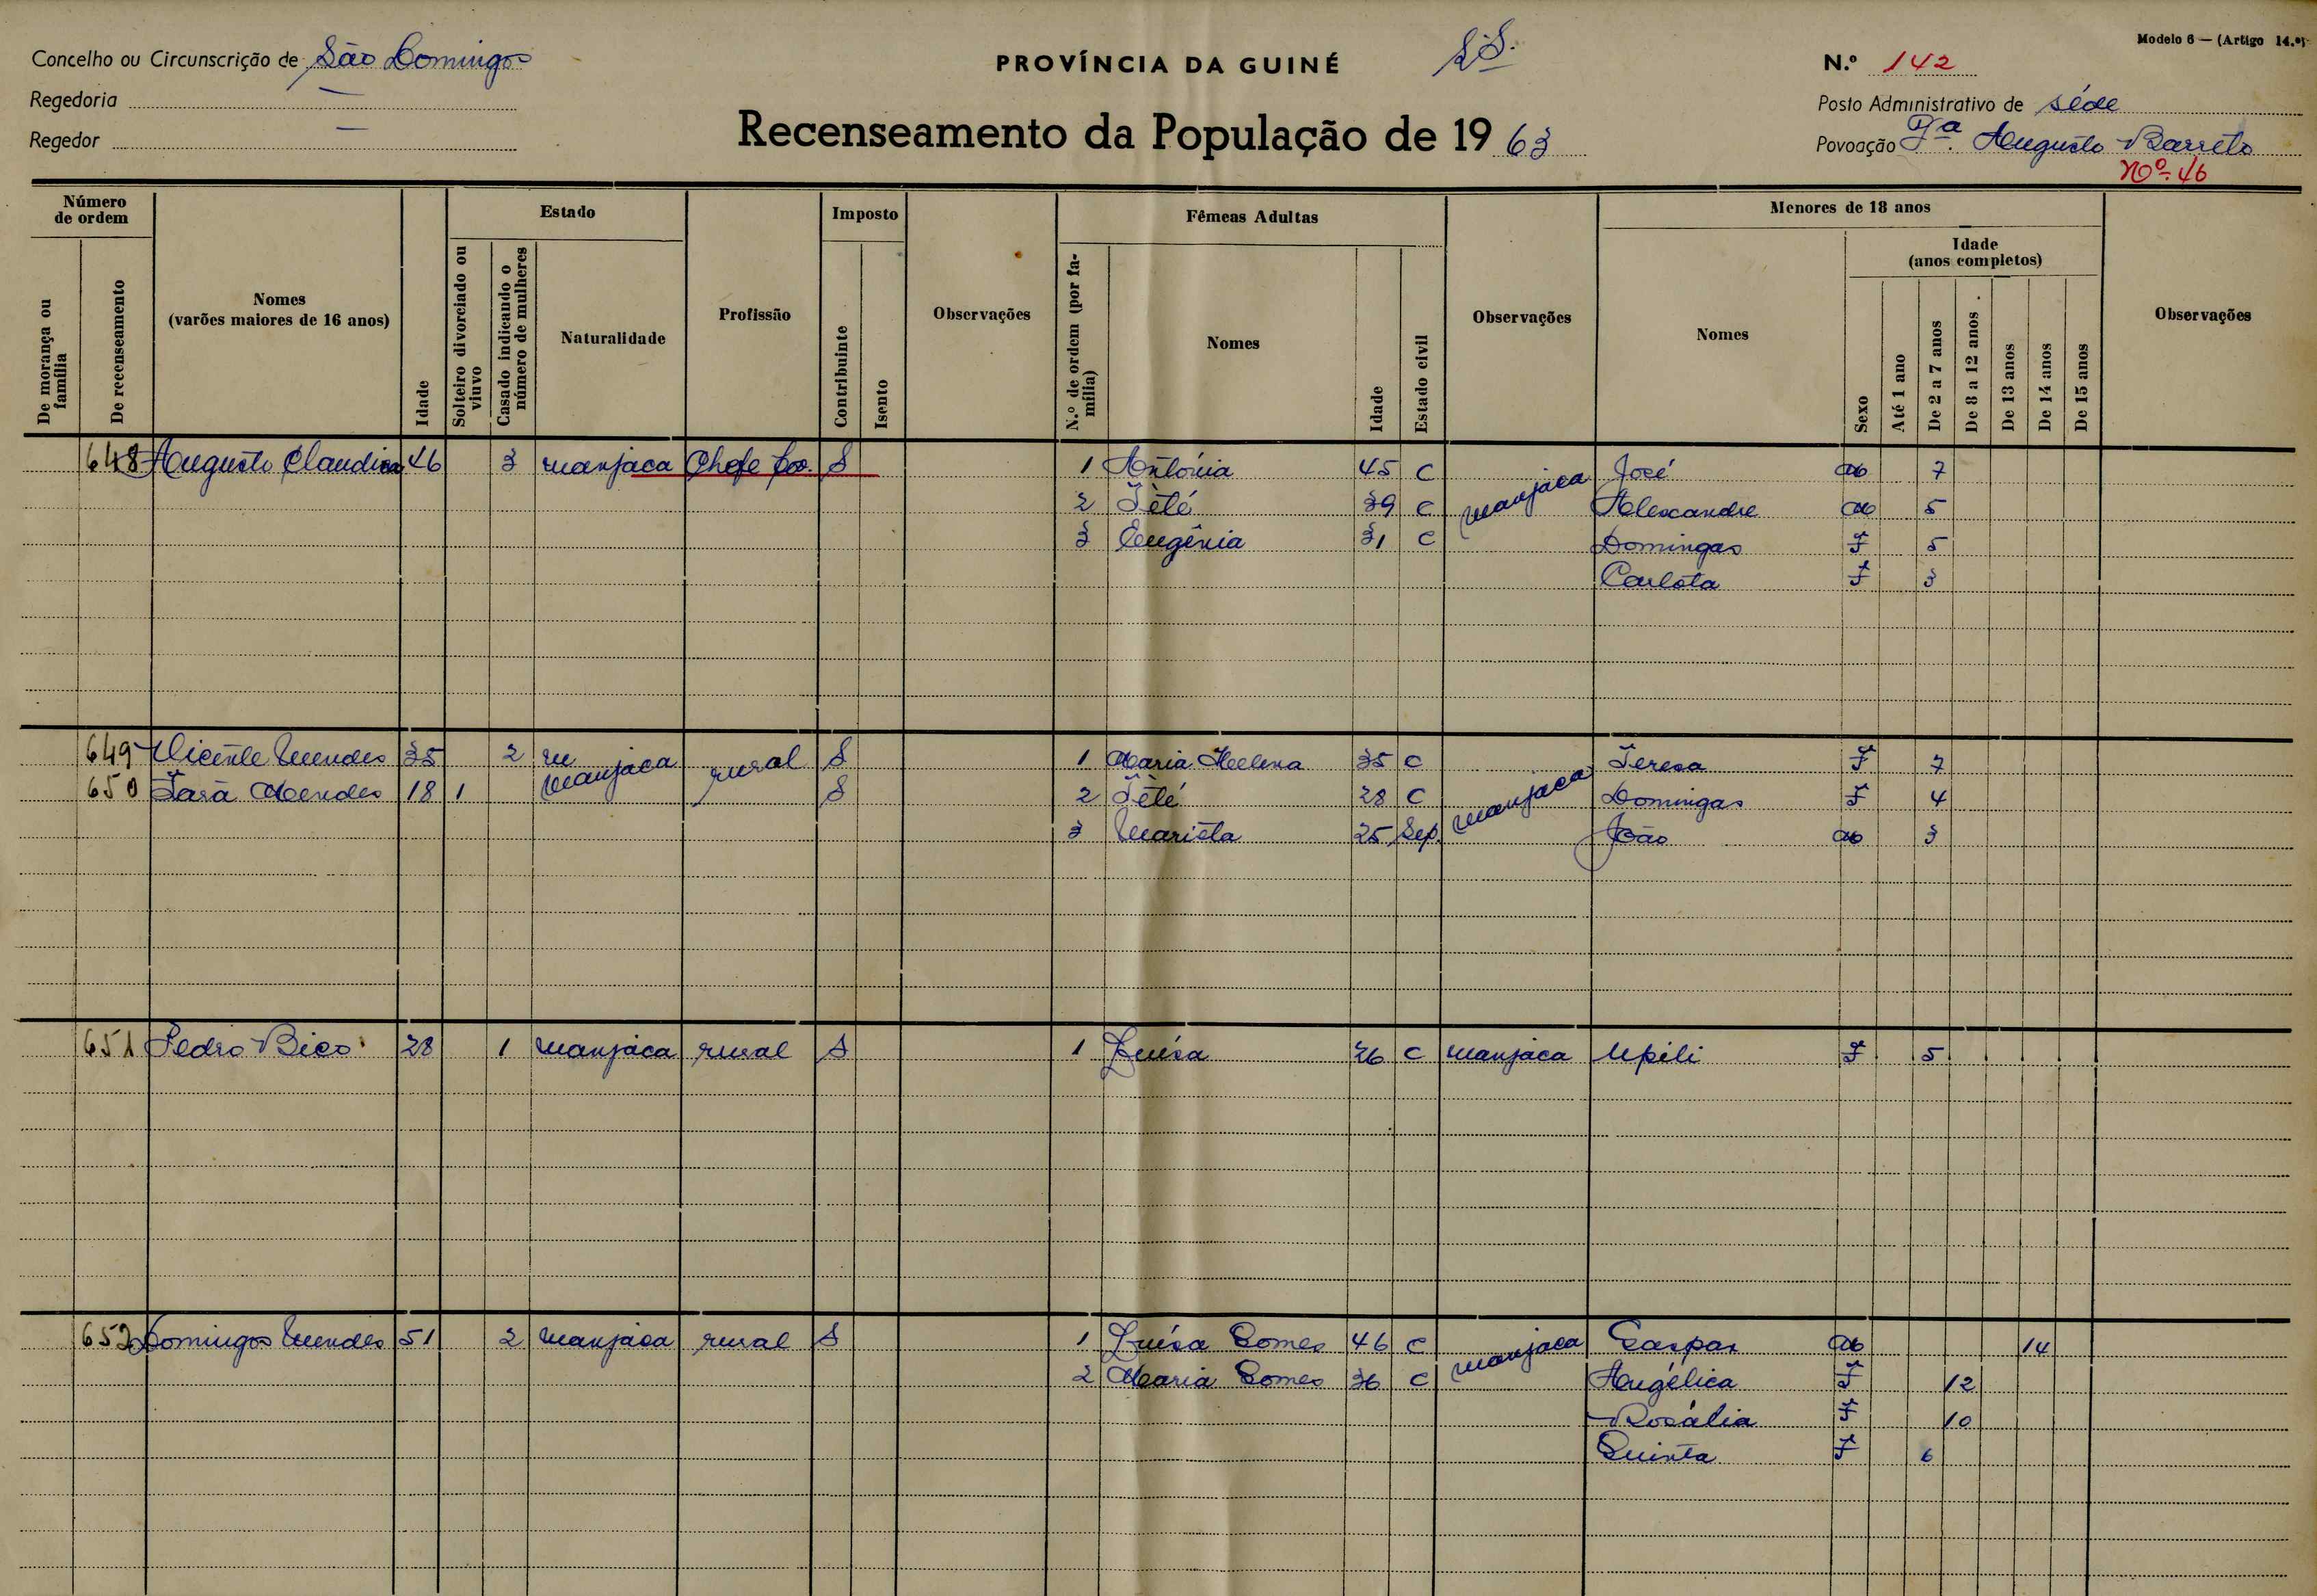 Modelo 6 — (Artigo 14.º)
Concelho ou Circunscrição de São Domingos
PROVÍNCIA DA GUINÉ
N.º 142
Regedoria —
Posto Administrativo de séde
Regedor —
Recenseamento da População de 19 63
Povoação Augusto Barreto
Nº 46
Número de ordem
De morança ou família
De recenseamento
Nomes (varões maiores de 16 anos)
Idade
Estado
Solteiro divorciado ou viuvo
Casado indicando o número de mulheres
Naturalidade
Profissão
Imposto
Contribuinte
Isento
Observações
Fêmeas Adultas
N.º de ordem (por família)
Nomes
Idade
Estado civil
Observações
Menores de 18 anos
Nomes
Sexo
Idade (anos completos)
Até 1 ano
De 2 a 7 anos
De 8 a 12 anos
De 13 anos
De 14 anos
De 15 anos
Observações
648 Augusto 46 3 manjaca Chefe S 1 Antónia 45 C manjaca José M 7
2 Tété 39 C Alexandre M 5
3 Eugênia 31 C Domingas F 5
Carlota F 3
649 Vicente Mendes 35 2 m manjaca rural S 1 Maria Helena 35 C manjaca Teresa F 7
650 Mendes 18 1 S 2 Tété 28 C Domingas F 4
3 25 Sep. João M 3
651 Pedro Bico 28 1 manjaca rural S 1 Luísa 26 C manjaca Upili F 5
652 Domingos Mendes 51 2 manjaca rural S 1 Luísa Gomes 46 C manjaca Gaspar M 14
2 Maria Gomes 36 C Angélica F 12
Rosália F 10
Quinta F 6